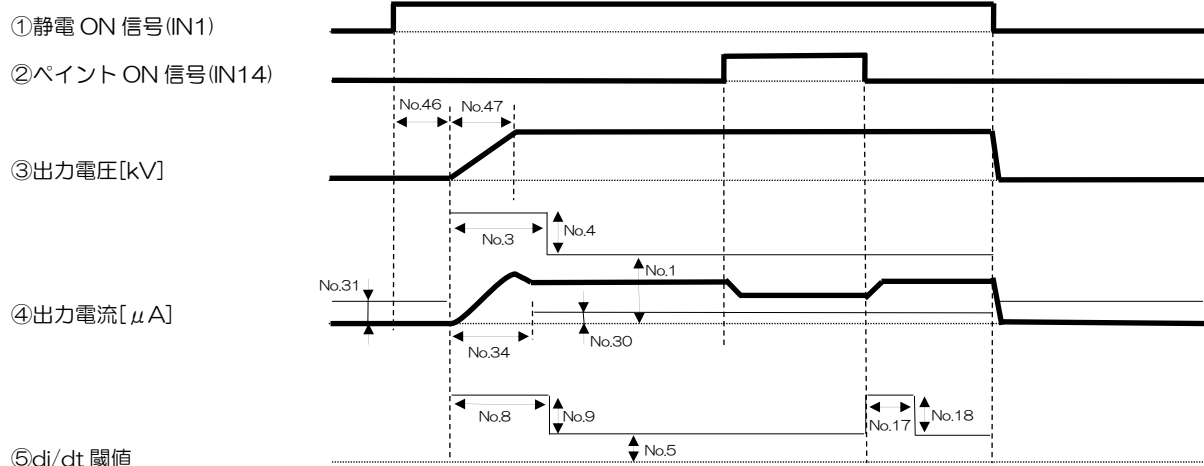 ①静電 ON 信号(IN1)
②ペイント ON 信号(IN14)
No.46
No.47
③出力電圧[kV]
No.3
No.4
No.1
No.31
④出力電流[μA]
No.34
No.30
No.8
No.9
No.17
No.18
No.5
⑤di/dt 閾値